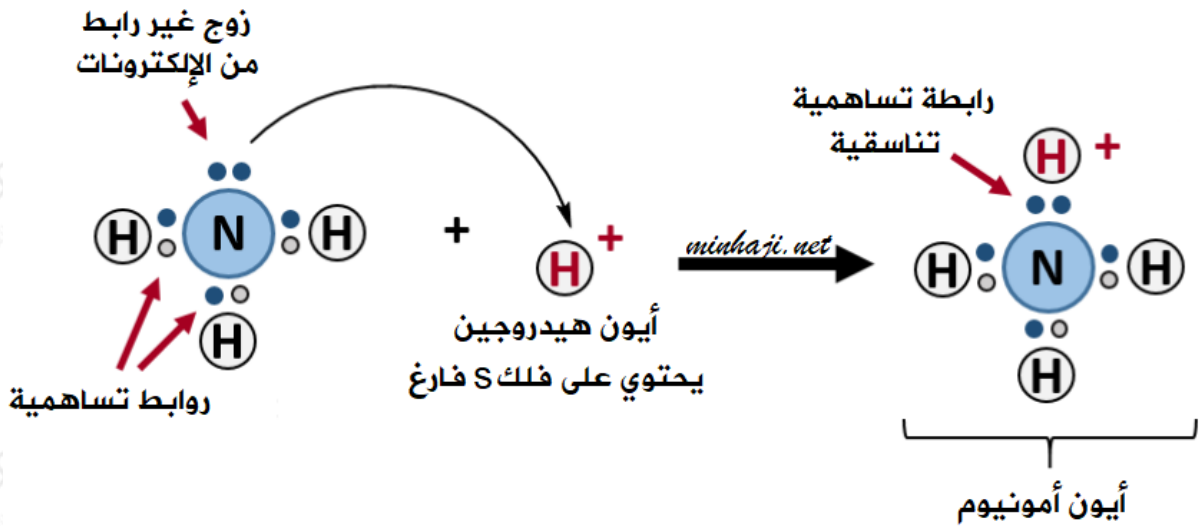 زوج غير رابط
من الإلكترونات
H
N
H
H
روابط تساهمية
+
H
+
أيون هيدروجين
يحتوي على فلك S فارغ
minhaji.net
رابطة تساهمية
تناسقية
H
+
H
N
H
H
أيون أمونيوم